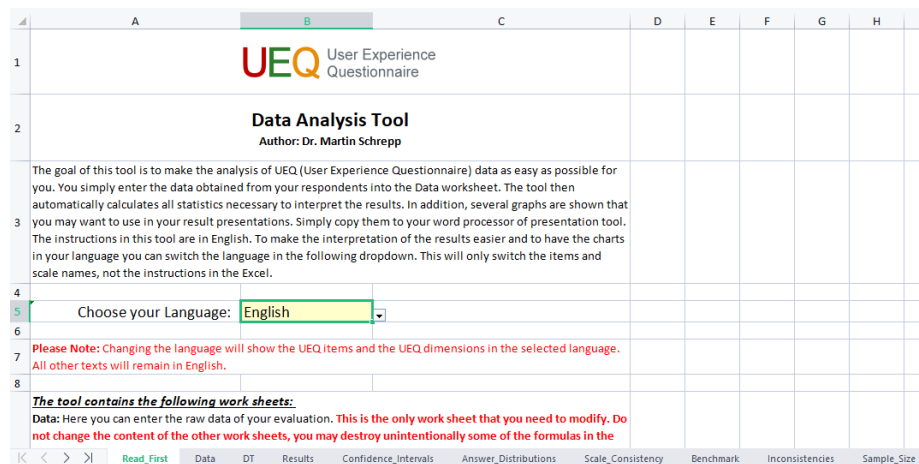 A B C D E F G H
1
UEQ User Experience
Questionnaire
2
Data Analysis Tool
Author: Dr. Martin Schrepp
The goal of this tool is to make the analysis of UEQ (User Experience Questionnaire) data as easy as possible for
you. You simply enter the data obtained from your respondents into the Data worksheet. The tool then
automatically calculates all statistics necessary to interpret the results. In addition, several graphs are shown that
3 you may want to use in your result presentations. Simply copy them to your word processor of presentation tool.
The instructions in this tool are in English. To make the interpretation of the results easier and to have the charts
in your language you can switch the language in the following dropdown. This will only switch the items and
scale names, not the instructions in the Excel.
4
5 Choose your Language: English
6
7 Please Note: Changing the language will show the UEQ items and the UEQ dimensions in the selected language.
All other texts will remain in English.
8
The tool contains the following work sheets:
Data: Here you can enter the raw data of your evaluation. This is the only work sheet that you need to modify. Do
not change the content of the other work sheets, you may destroy unintentionally some of the formulas in the
Read_First Data DT Results Confidence_Intervals Answer_Distributions Scale_Consistency Benchmark Inconsistencies Sample_Size